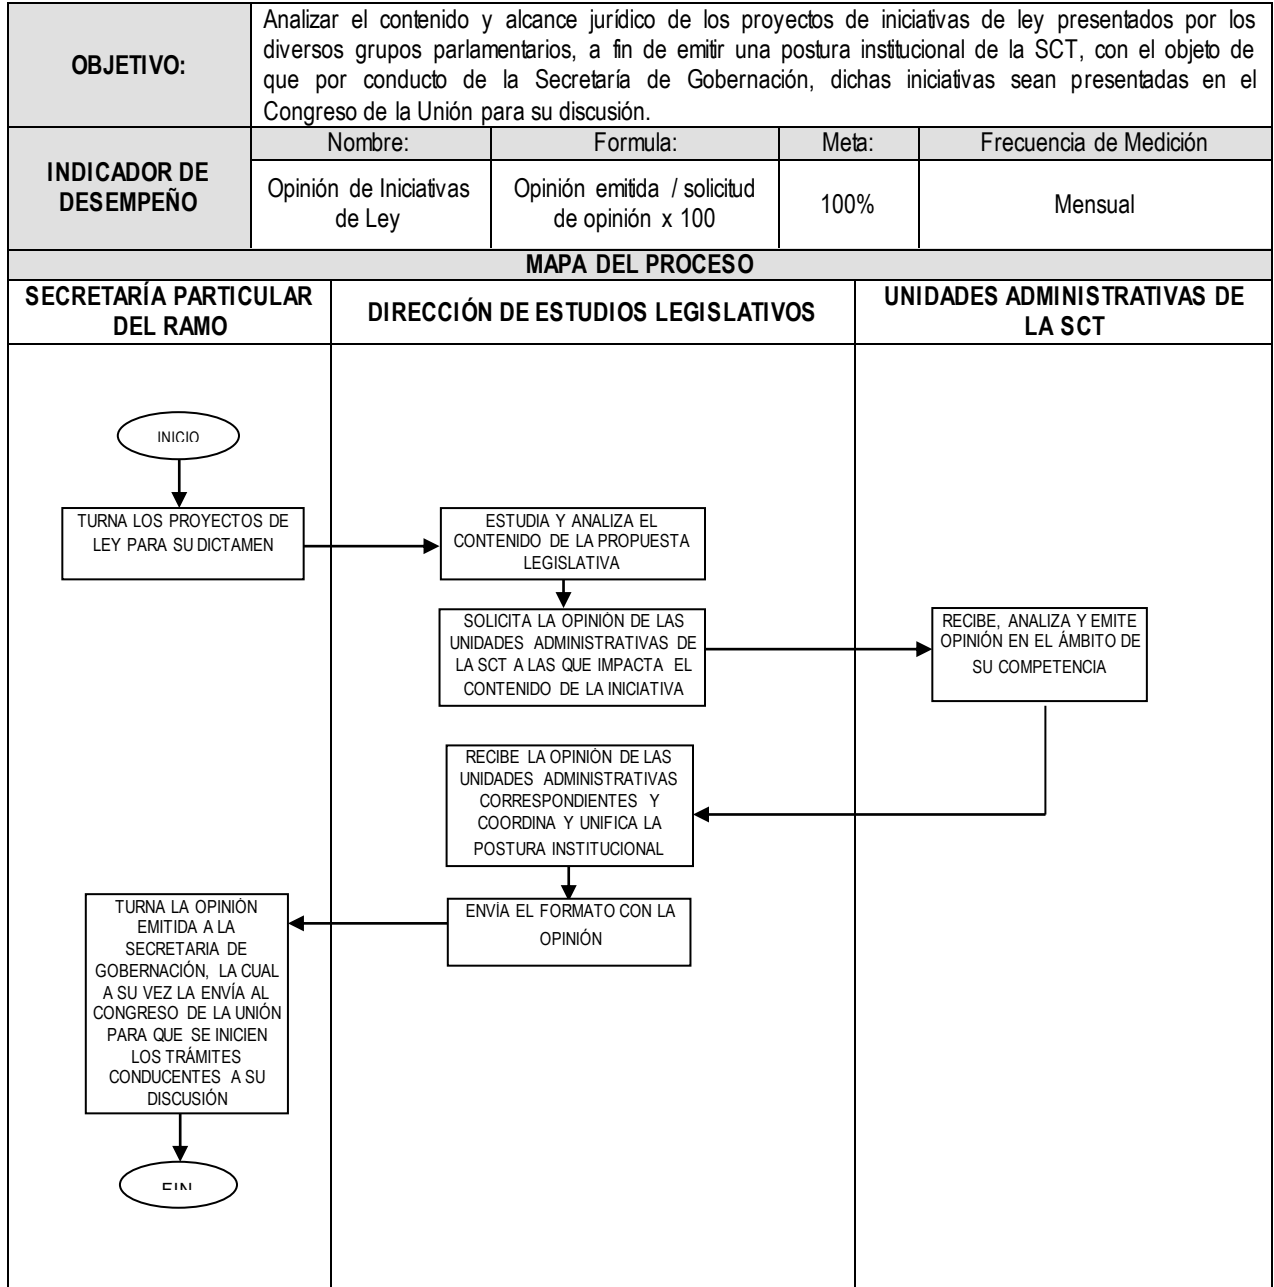 OBJETIVO:
Analizar el contenido y alcance jurídico de los proyectos de iniciativas de ley presentados por los
diversos grupos parlamentarios, a fin de emitir una postura institucional de la SCT, con el objeto de
que por conducto de la Secretaría de Gobernación, dichas iniciativas sean presentadas en el
Congreso de la Unión para su discusión.
INDICADOR DE
DESEMPEÑO
Nombre:
Formula:
Meta:
Frecuencia de Medición
Opinión de Iniciativas
de Ley
Opinión emitida / solicitud
de opinión x 100
100%
Mensual
MAPA DEL PROCESO
SECRETARÍA PARTICULAR
DEL RAMO
DIRECCIÓN DE ESTUDIOS LEGISLATIVOS
UNIDADES ADMINISTRATIVAS DE
LA SCT
INICIO
TURNA LOS PROYECTOS DE
LEY PARA SU DICTAMEN
ESTUDIA Y ANALIZA EL
CONTENIDO DE LA PROPUESTA
LEGISLATIVA
SOLICITA LA OPINIÓN DE LAS
UNIDADES ADMINISTRATIVAS DE
LA SCT A LAS QUE IMPACTA EL
CONTENIDO DE LA INICIATIVA
RECIBE, ANALIZA Y EMITE
OPINIÓN EN EL ÁMBITO DE
SU COMPETENCIA
RECIBE LA OPINIÓN DE LAS
UNIDADES ADMINISTRATIVAS
CORRESPONDIENTES Y
COORDINA Y UNIFICA LA
POSTURA INSTITUCIONAL
ENVÍA EL FORMATO CON LA
OPINIÓN
TURNA LA OPINIÓN
EMITIDA A LA
SECRETARIA DE
GOBERNACIÓN, LA CUAL
A SU VEZ LA ENVÍA AL
CONGRESO DE LA UNIÓN
PARA QUE SE INICIEN
LOS TRÁMITES
CONDUCENTES A SU
DISCUSIÓN
FIN